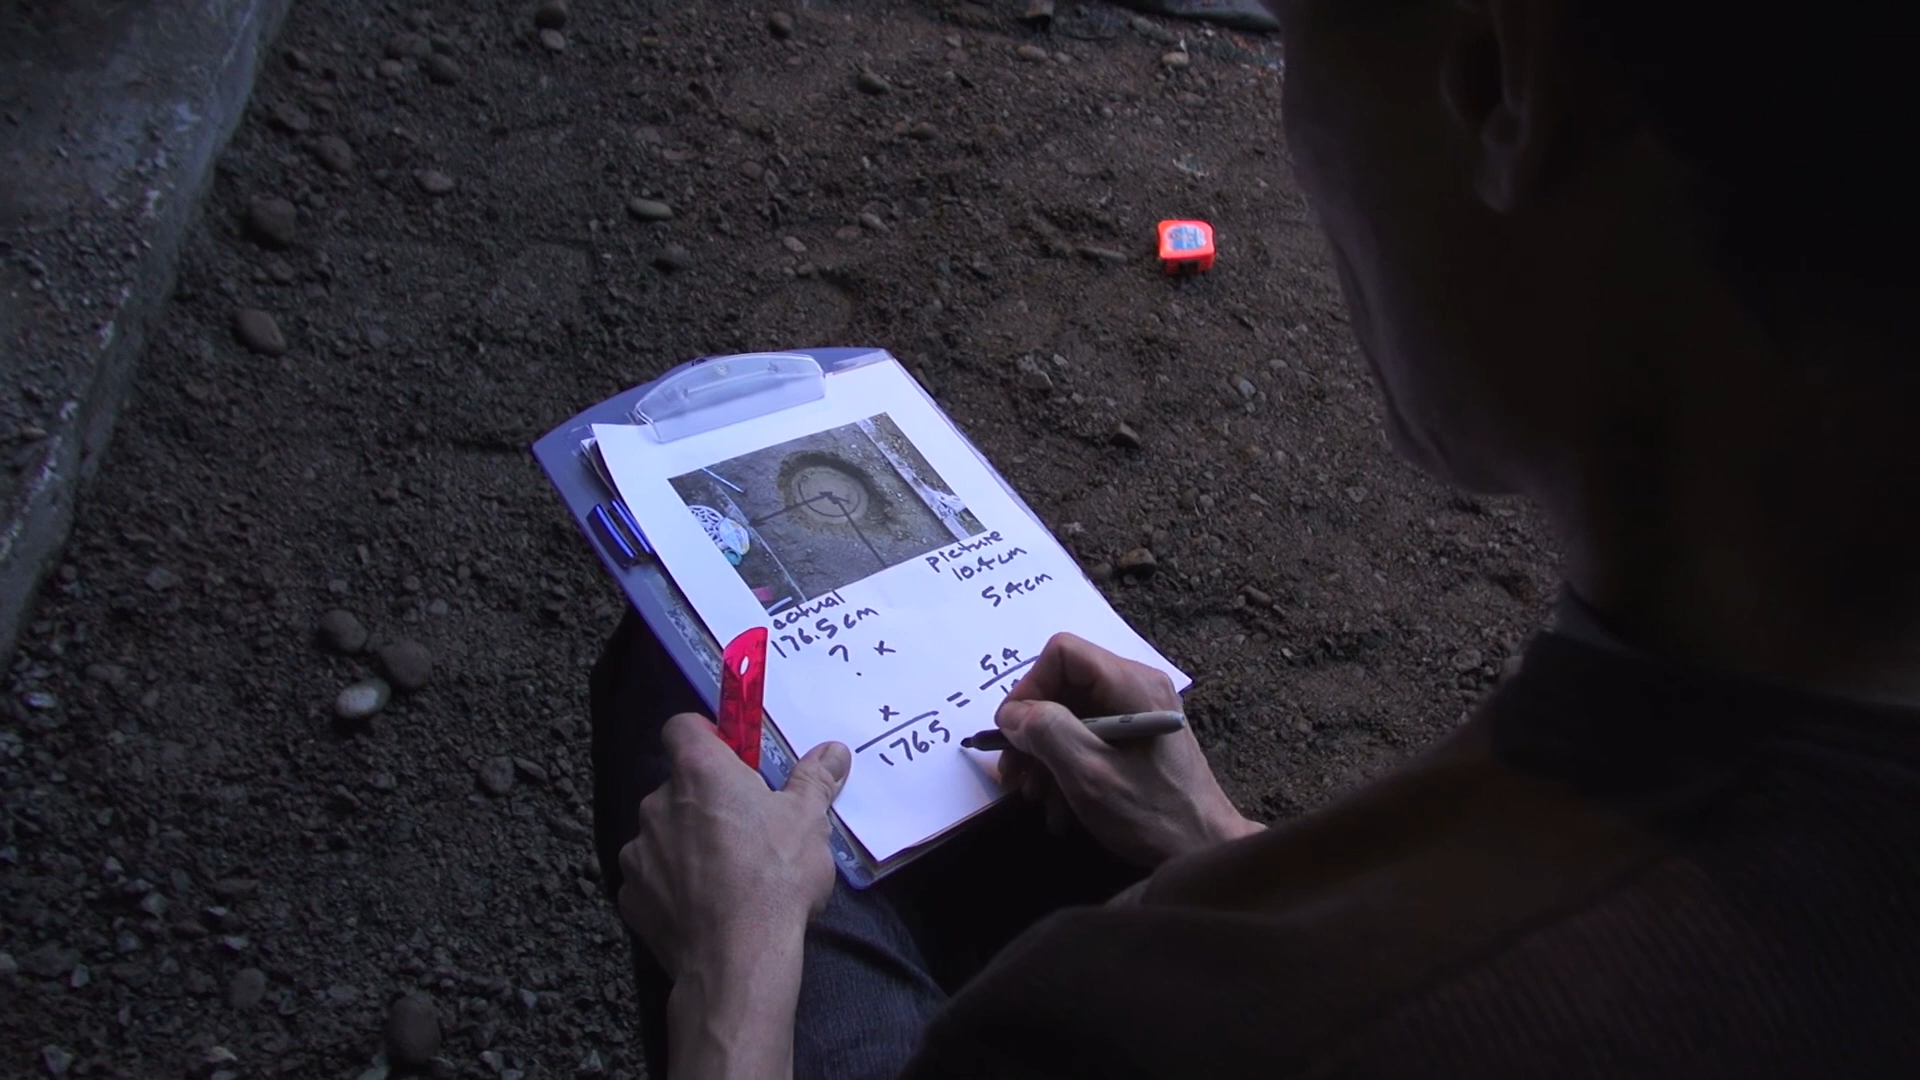 picture
10.4cm
5.4cm
actual
176.5cm
? x
x = 5.4
176.5